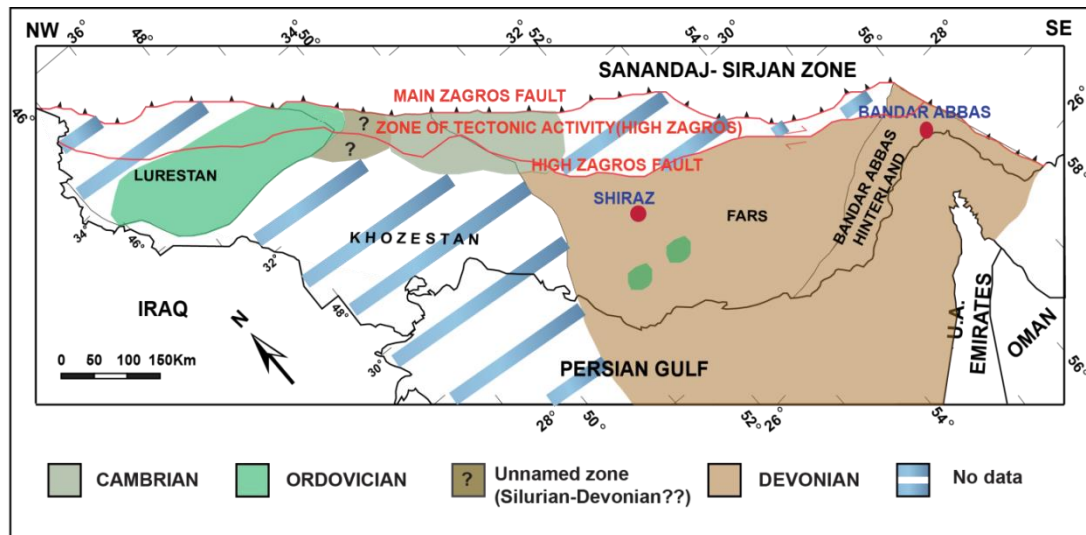 NW
SE
36°
48°
34°
50°
32°
52°
54°
30°
56°
28°
SANANDAJ- SIRJAN ZONE
26°
46°
MAIN ZAGROS FAULT
BANDAR ABBAS
?
ZONE OF TECTONIC ACTIVITY(HIGH ZAGROS)
?
HIGH ZAGROS FAULT
58°
LURESTAN
SHIRAZ
FARS
BANDAR ABBAS
HINTERLAND
34°
46°
KHOZESTAN
32°
IRAQ
N
48°
U.A.
EMIRATES
OMAN
0 50 100 150Km
30°
PERSIAN GULF
56°
28°
50°
52°
26°
54°
CAMBRIAN
ORDOVICIAN
?
Unnamed zone
(Silurian-Devonian??)
DEVONIAN
No data